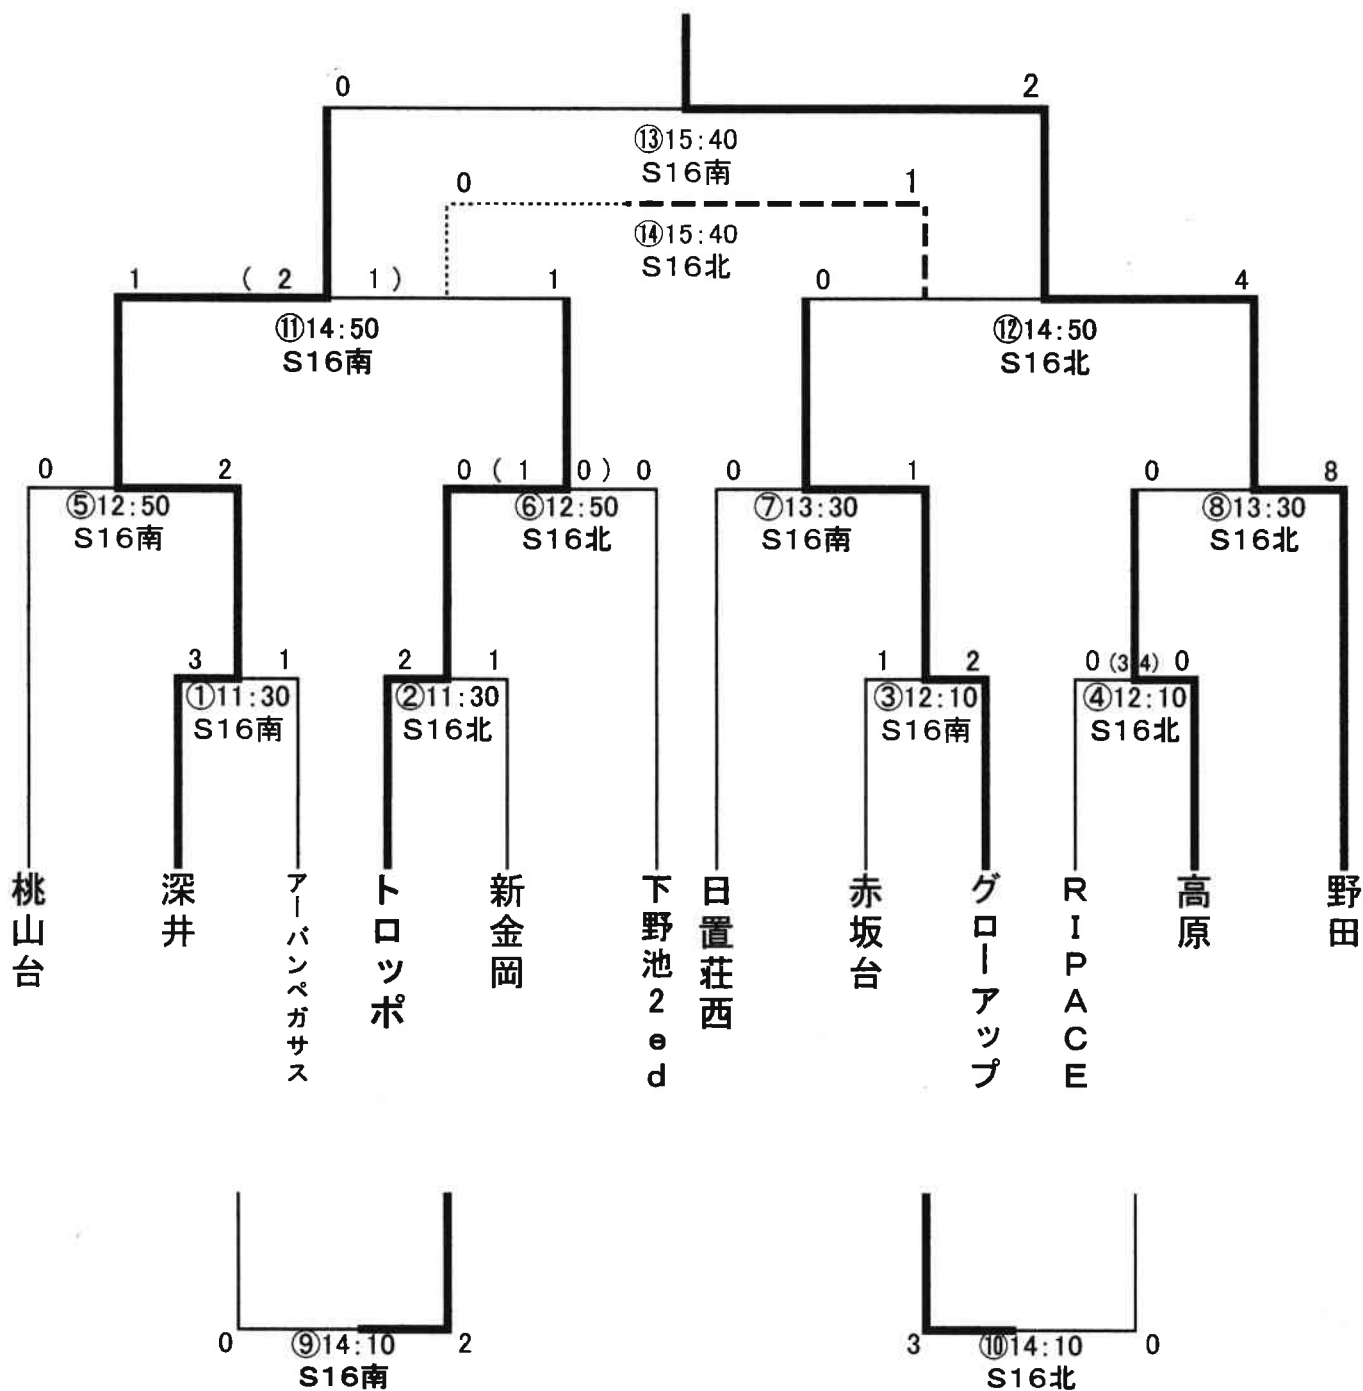 0 2
⑬15:40
S16南
0 1
⑭15:40
S16北
1 ( 2 1 ) 1
⑪14:50
S16南
0 4
⑫14:50
S16北
0 2
⑤12:50
S16南
0 ( 1 0 ) 0
⑥12:50
S16北
0 1
⑦13:30
S16南
0 8
⑧13:30
S16北
3 1
①11:30
S16南
2 1
②11:30
S16北
1 2
③12:10
S16南
0 (3 4) 0
④12:10
S16北
桃山台
深井
アーバンペガサス
トロッポ
新金岡
下野池2ed
日置荘西
赤坂台
グローアップ
RIPACE
高原
野田
0 2
⑨14:10
S16南
3 0
⑩14:10
S16北